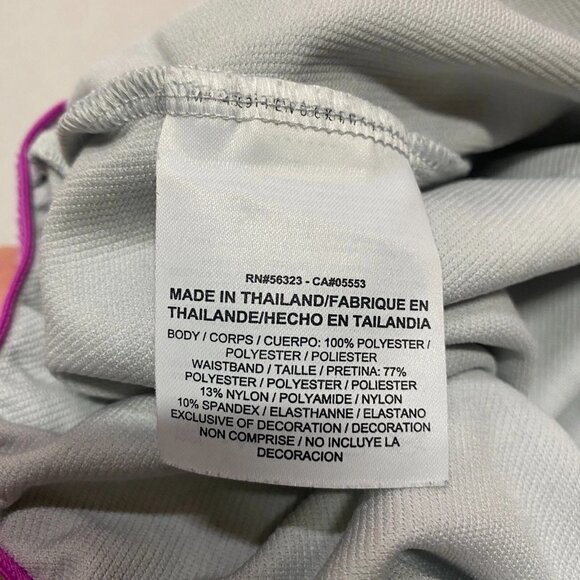 RN#56323 - CA#05553
MADE IN THAILAND/FABRIQUE EN
THAILANDE/HECHO EN TAILANDIA
BODY / CORPS / CUERPO: 100% POLYESTER /
POLYESTER / POLIESTER
WAISTBAND / TAILLE / PRETINA: 77%
POLYESTER / POLYESTER / POLIESTER
13% NYLON / POLYAMIDE / NYLON
10% SPANDEX / ELASTHANNE / ELASTANO
EXCLUSIVE OF DECORATION / DECORATION
NON COMPRISE / NO INCLUYE LA
DECORACION